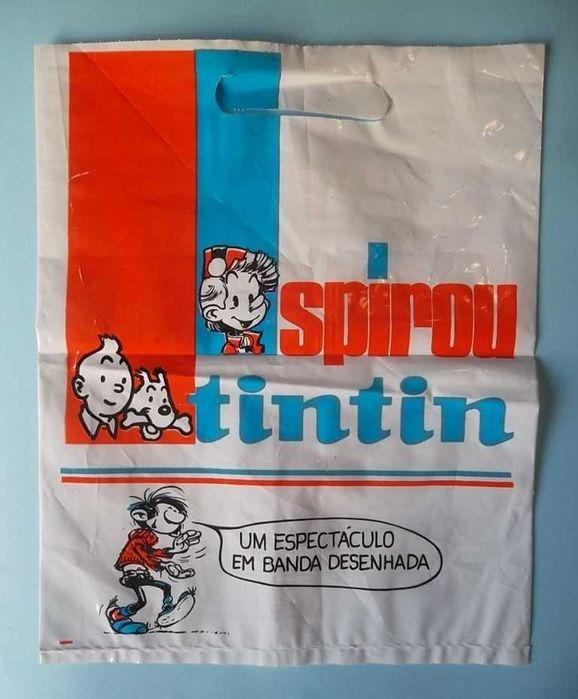 spirou
tintin
UM ESPECTÁCULO
EM BANDA DESENHADA